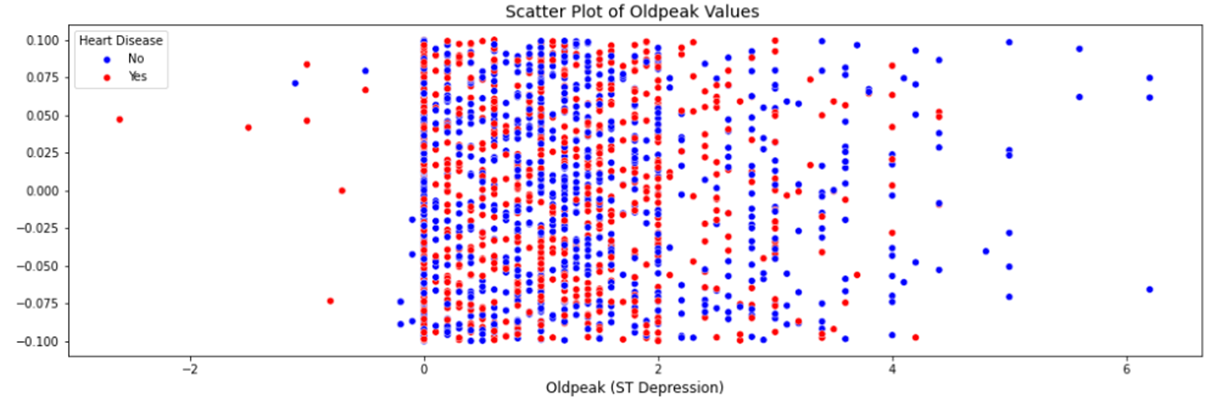 Scatter Plot of Oldpeak Values
Heart Disease
No
Yes
0.100
0.075
0.050
0.025
0.000
−0.025
−0.050
−0.075
−0.100
−2
0
2
4
6
Oldpeak (ST Depression)